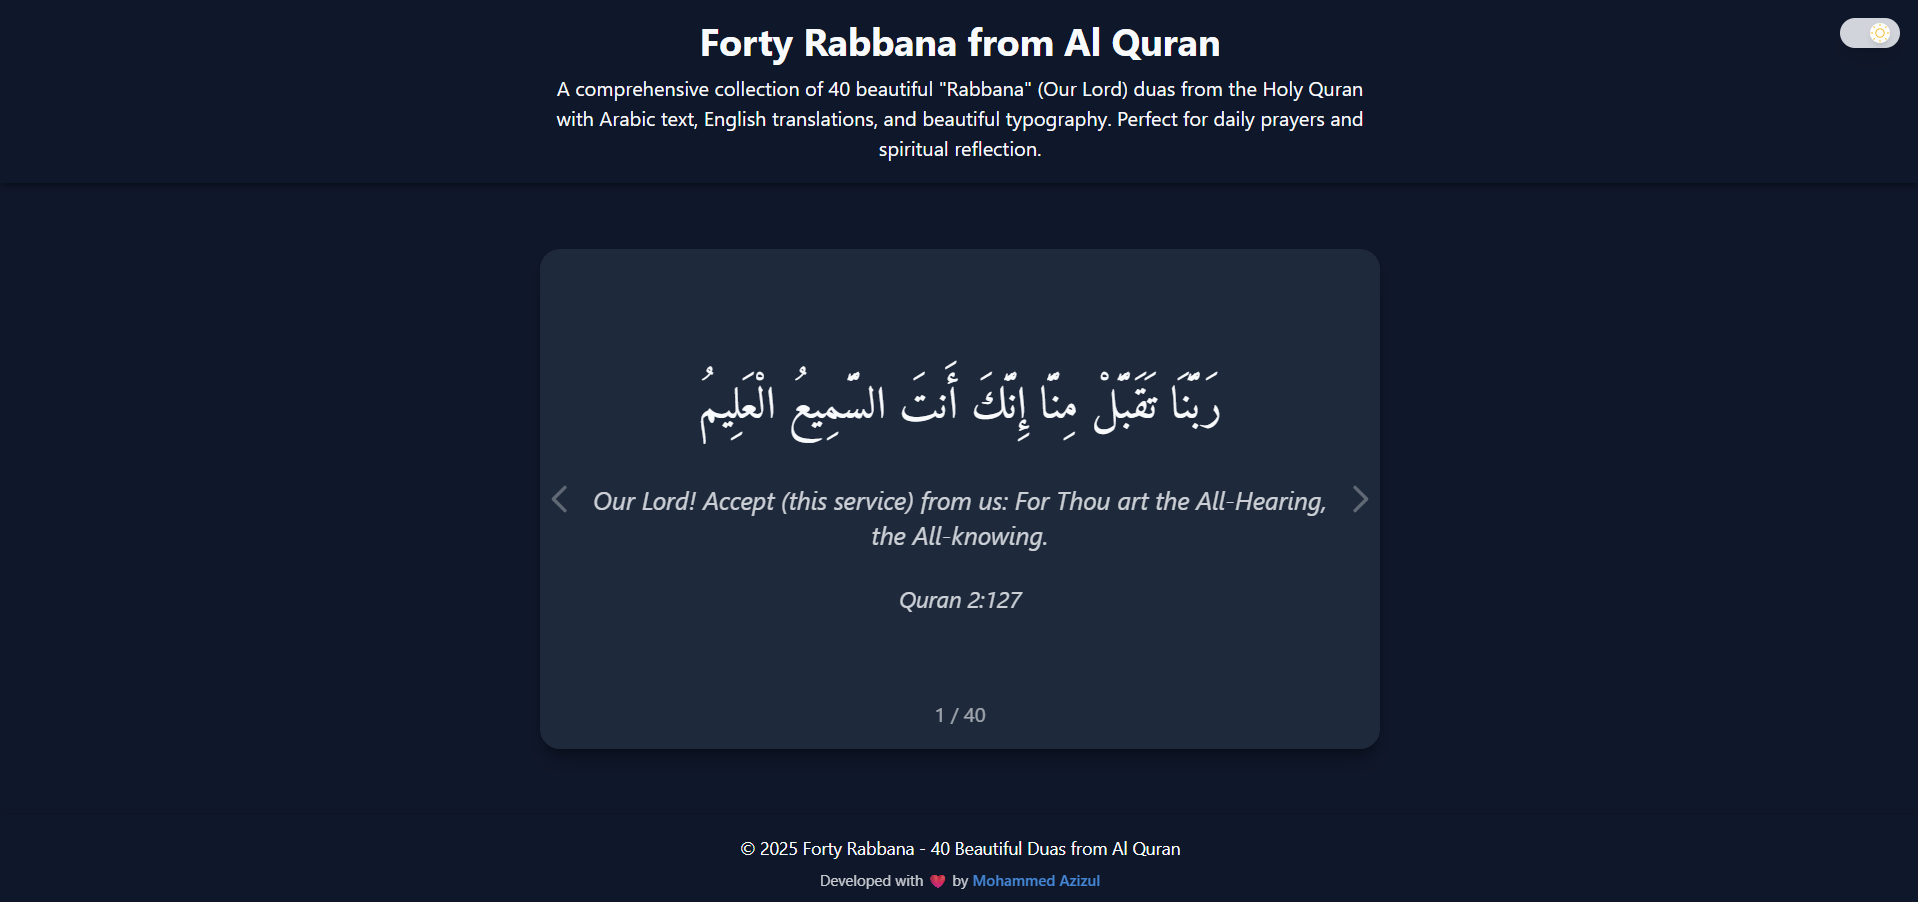 Forty Rabbana from Al Quran
A comprehensive collection of 40 beautiful "Rabbana" (Our Lord) duas from the Holy Quran
with Arabic text, English translations, and beautiful typography. Perfect for daily prayers and
spiritual reflection.
رَبَّنَا تَقَبَّلْ مِنَّا إِنَّكَ أَنتَ السَّمِيعُ الْعَلِيمُ
Our Lord! Accept (this service) from us: For Thou art the All-Hearing,
the All-knowing.
Quran 2:127
1 / 40
© 2025 Forty Rabbana - 40 Beautiful Duas from Al Quran
Developed with 💗 by Mohammed Azizul